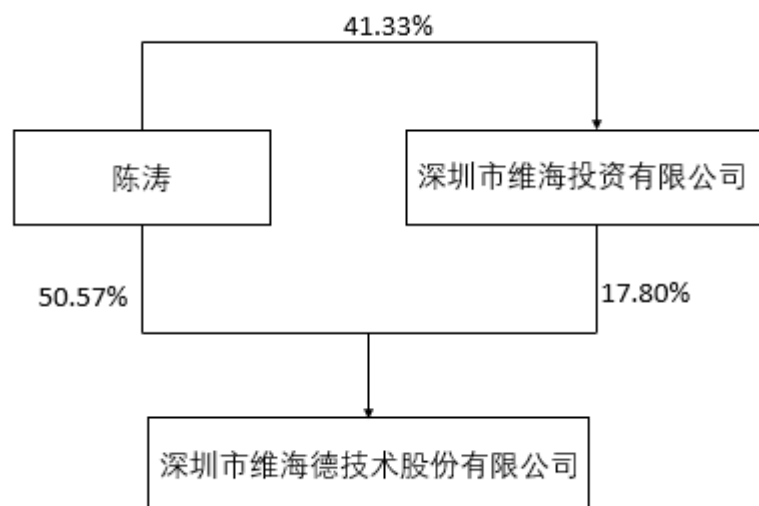 41.33%
陈涛
深圳市维海投资有限公司
50.57%
17.80%
深圳市维海德技术股份有限公司